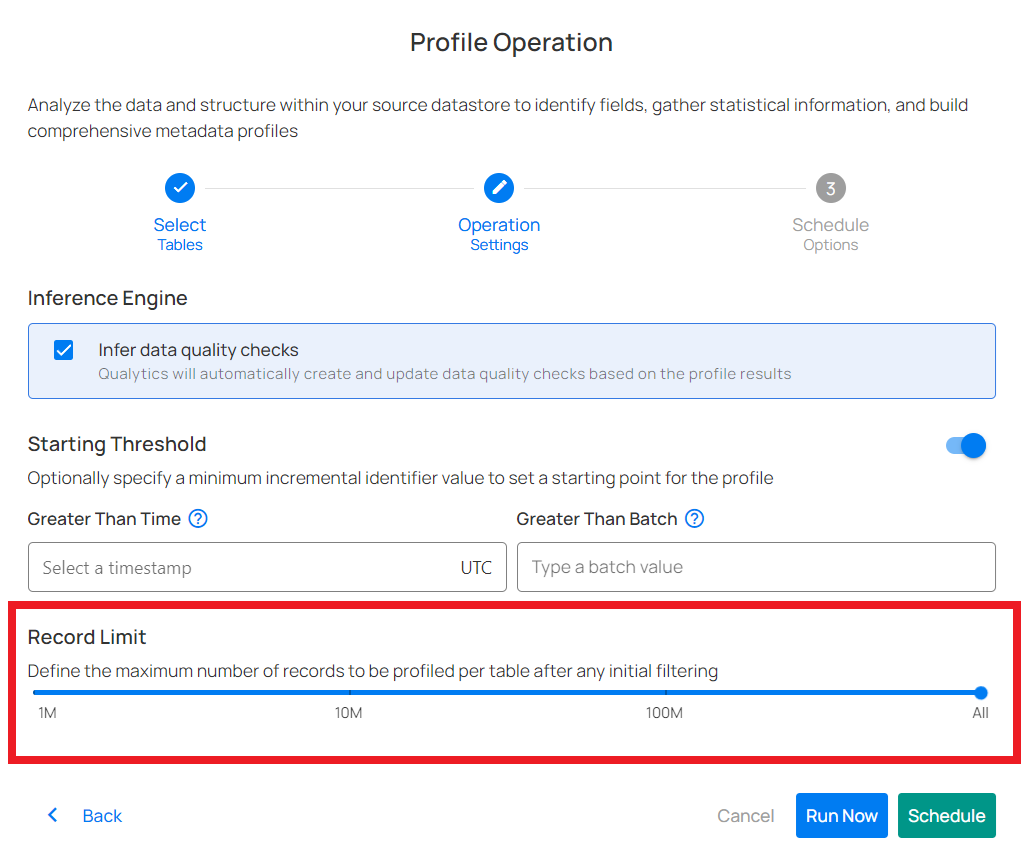 Profile Operation
Analyze the data and structure within your source datastore to identify fields, gather statistical information, and build
comprehensive metadata profiles
3
Select Operation Schedule
Tables Settings Options
Inference Engine
Infer data quality checks
Qualytics will automatically create and update data quality checks based on the profile results
Starting Threshold
Optionally specify a minimum incremental identifier value to set a starting point for the profile
Greater Than Time ? Greater Than Batch ?
Select a timestamp UTC Type a batch value
Record Limit
Define the maximum number of records to be profiled per table after any initial filtering
1M 10M 100M All
Back Cancel Run Now Schedule